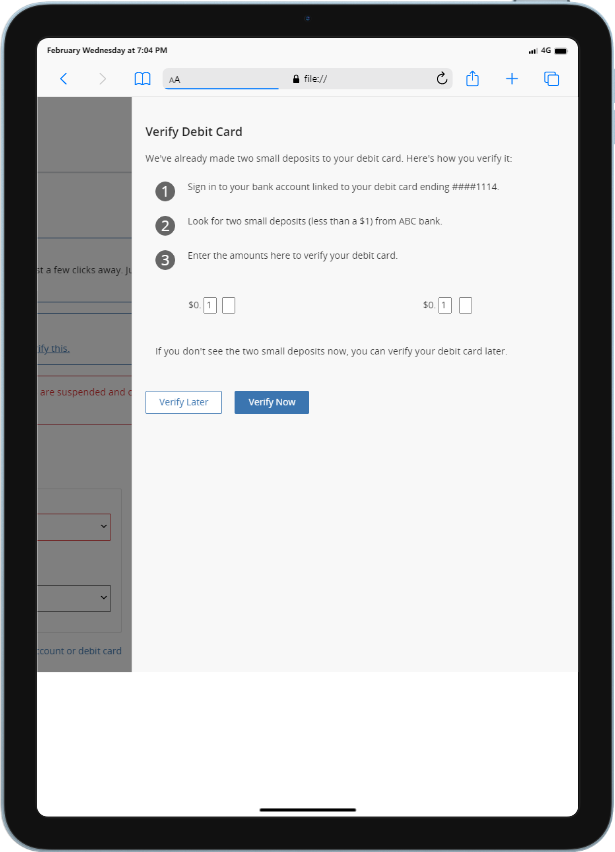 February Wednesday at 7:04 PM
4G
AA
file://
Verify Debit Card
We've already made two small deposits to your debit card. Here's how you verify it:
1 Sign in to your bank account linked to your debit card ending ####1114.
2 Look for two small deposits (less than a $1) from ABC bank.
st a few clicks away.
3 Enter the amounts here to verify your debit card.
$0. 1 $0. 1
ify this.
If you don't see the two small deposits now, you can verify your debit card later.
are suspended and
Verify Later Verify Now
count or debit card